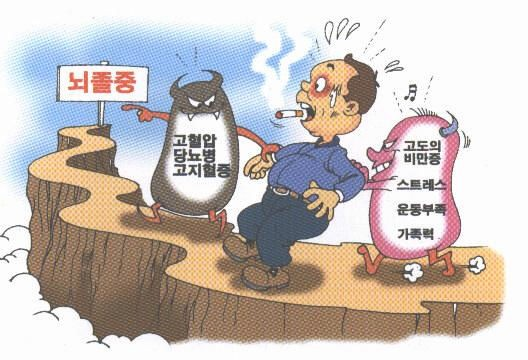 뇌졸중
고혈압
당뇨병
고지혈증
고도의
비만증
스트레스
운동부족
가족력